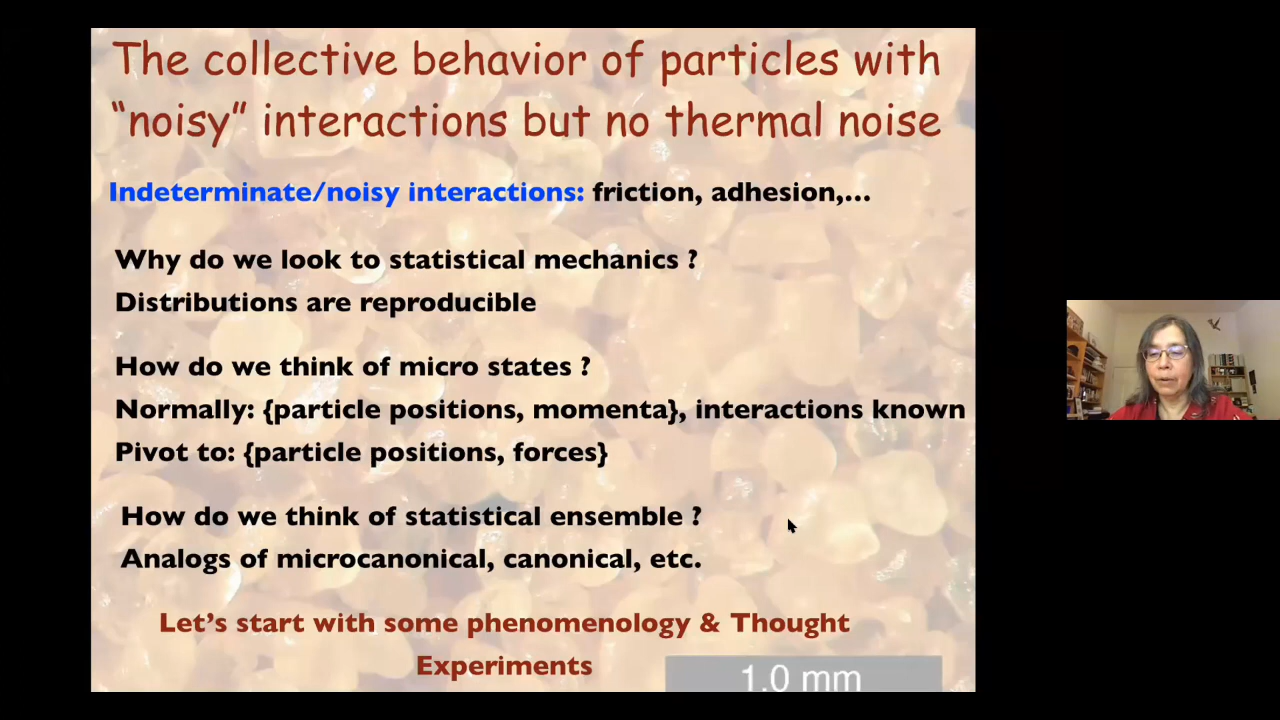 The collective behavior of particles with
“noisy” interactions but no thermal noise
Indeterminate/noisy interactions: friction, adhesion,...
Why do we look to statistical mechanics ?
Distributions are reproducible
How do we think of micro states ?
Normally: {particle positions, momenta}, interactions known
Pivot to: {particle positions, forces}
How do we think of statistical ensemble ?
Analogs of microcanonical, canonical, etc.
Let’s start with some phenomenology & Thought
Experiments
1.0 mm